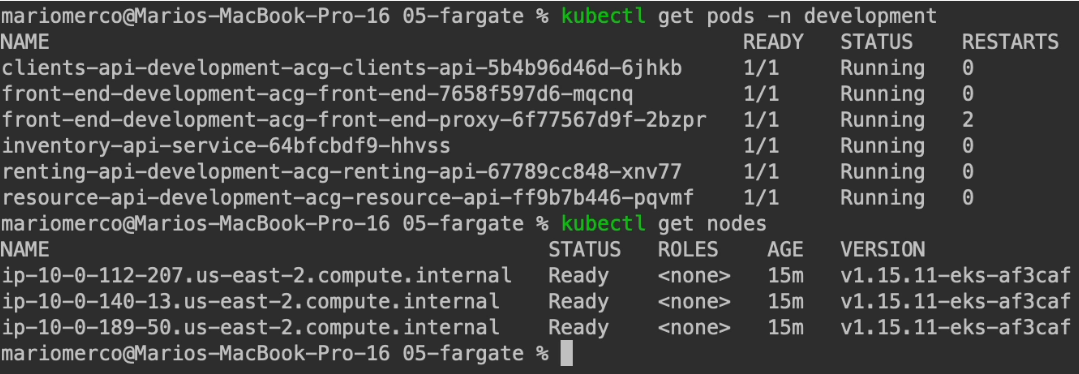 mariomerco@Marios-MacBook-Pro-16 05-fargate % kubectl get pods -n development
NAME READY STATUS RESTARTS
clients-api-development-acg-clients-api-5b4b96d46d-6jhkb 1/1 Running 0
front-end-development-acg-front-end-7658f597d6-mqcnq 1/1 Running 0
front-end-development-acg-front-end-proxy-6f77567d9f-2bzpr 1/1 Running 2
inventory-api-service-64bfcbdf9-hhvss 1/1 Running 0
renting-api-development-acg-renting-api-67789cc848-xnv77 1/1 Running 0
resource-api-development-acg-resource-api-ff9b7b446-pqvmf 1/1 Running 0
mariomerco@Marios-MacBook-Pro-16 05-fargate % kubectl get nodes
NAME STATUS ROLES AGE VERSION
ip-10-0-112-207.us-east-2.compute.internal Ready <none> 15m v1.15.11-eks-af3caf
ip-10-0-140-13.us-east-2.compute.internal Ready <none> 15m v1.15.11-eks-af3caf
ip-10-0-189-50.us-east-2.compute.internal Ready <none> 15m v1.15.11-eks-af3caf
mariomerco@Marios-MacBook-Pro-16 05-fargate %